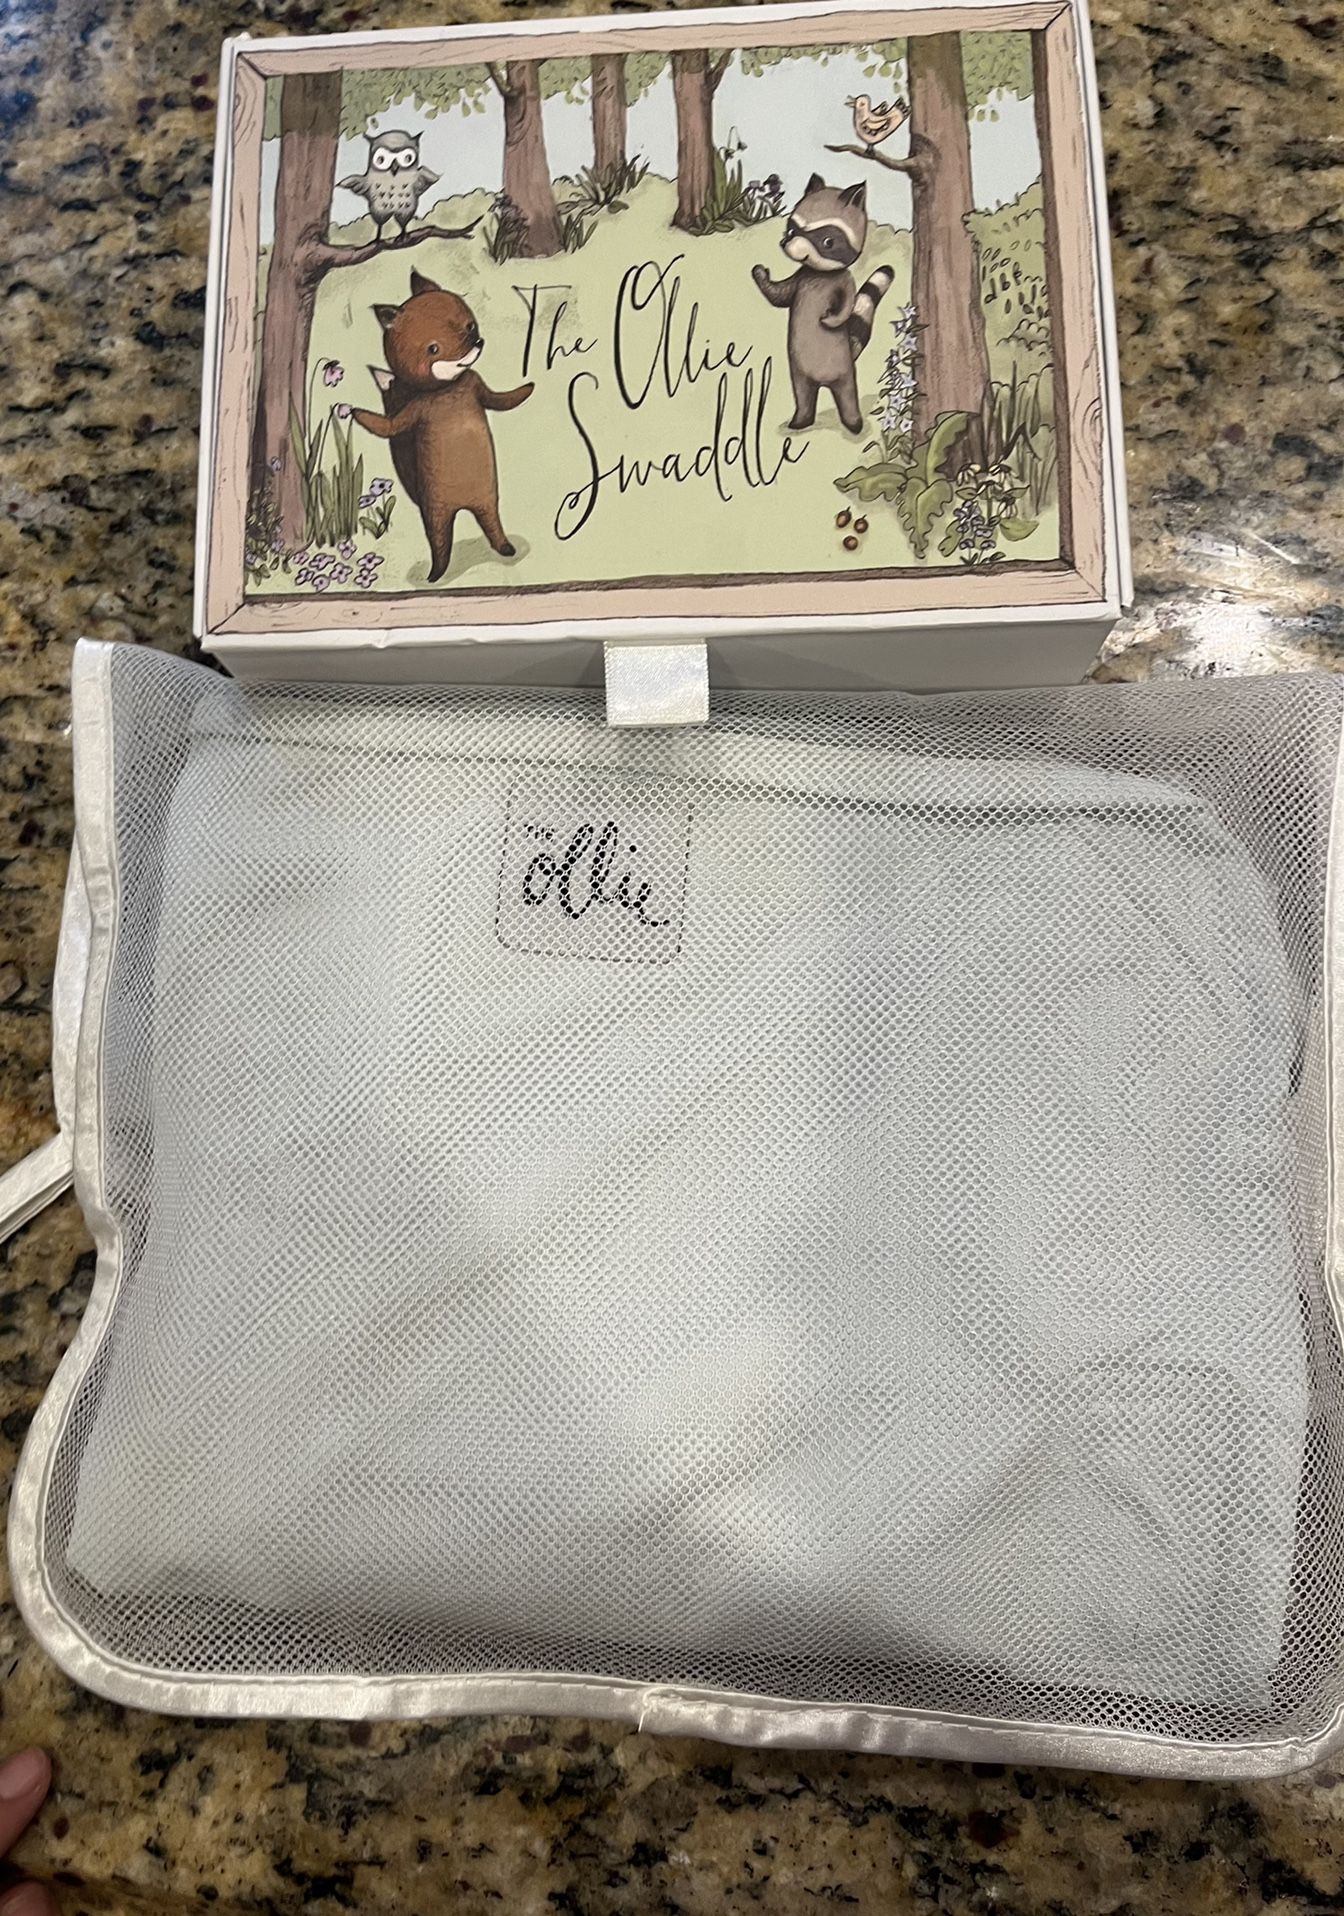 The Ollie
Swaddle
the
ollie